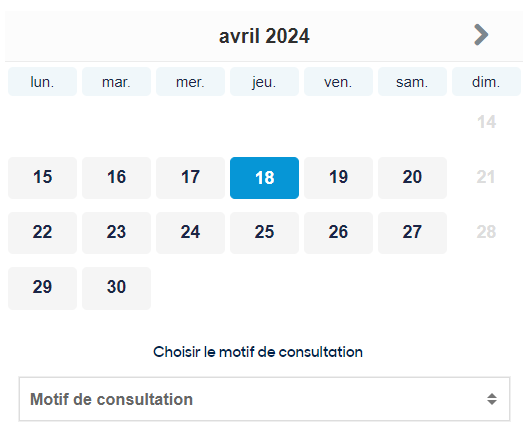 avril 2024
lun. mar. mer. jeu. ven. sam. dim.
14
15 16 17 18 19 20 21
22 23 24 25 26 27 28
29 30
Choisir le motif de consultation
Motif de consultation